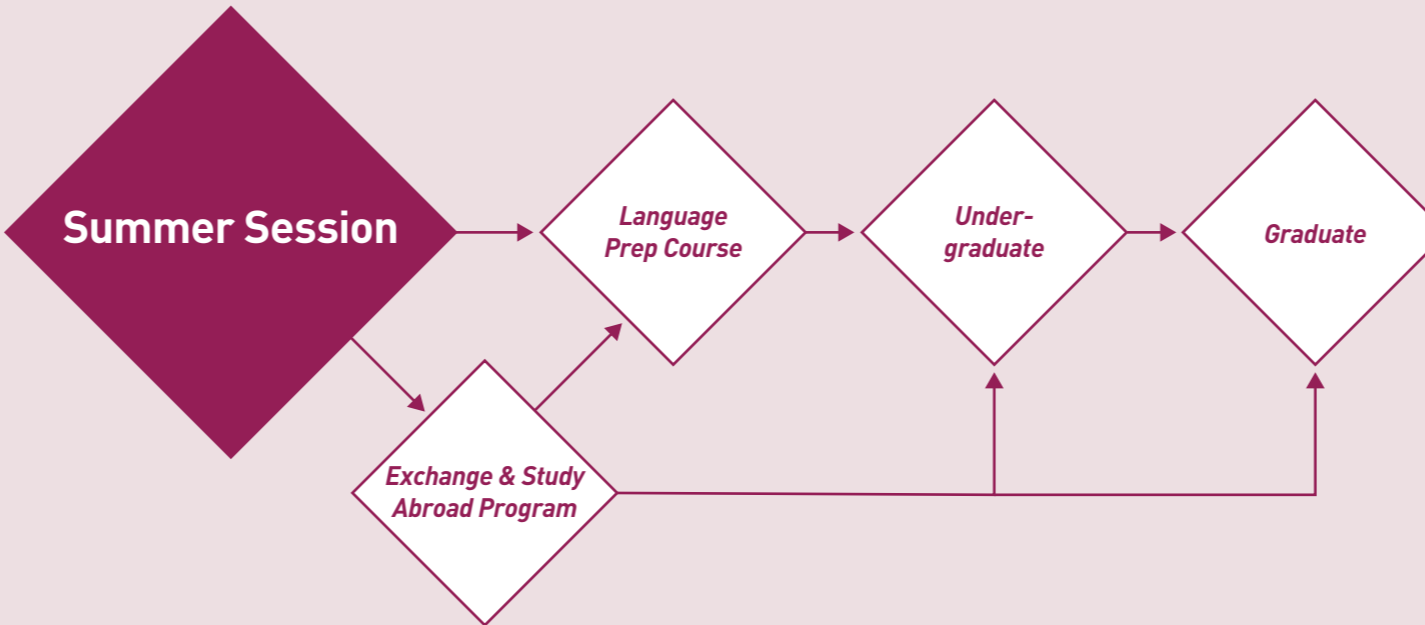 Summer Session
Language
Prep Course
Under-
graduate
Graduate
Exchange & Study
Abroad Program